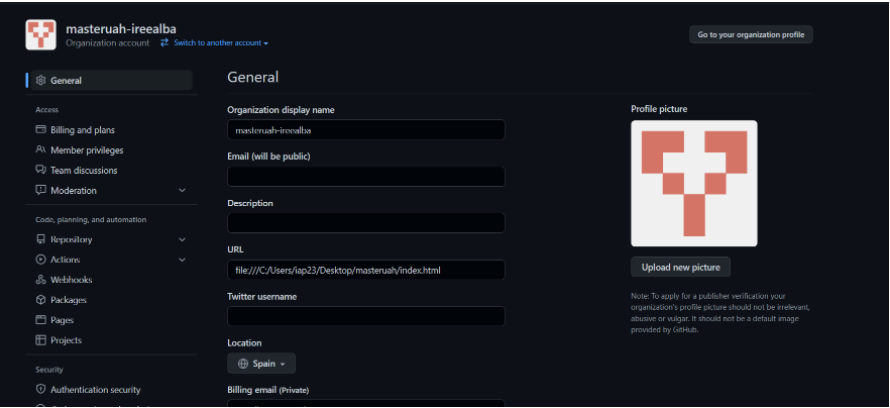 masteruah-ireealba
Organization account Switch to another account
Go to your organization profile
General
Access
Billing and plans
Member privileges
Team discussions
Moderation
Code, planning, and automation
Repository
Actions
Webhooks
Packages
Pages
Projects
Security
Authentication security
General
Organization display name
masteruah-ireealba
Email (will be public)
Description
URL
file:///C:/Users/iap23/Desktop/masteruah/index.html
Twitter username
Location
Spain
Billing email (Private)
Profile picture
Upload new picture
Note: To apply for a publisher verification your
organization's profile picture should not be irrelevant,
abusive or vulgar. It should not be a default image
provided by GitHub.